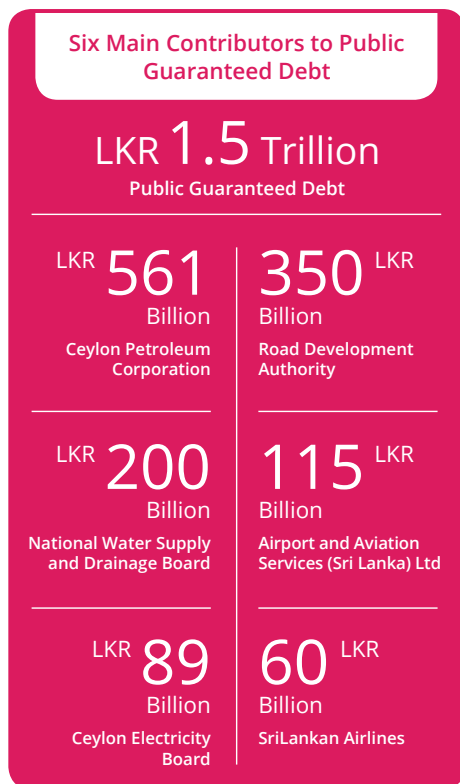 Six Main Contributors to Public
Guaranteed Debt
LKR 1.5 Trillion
Public Guaranteed Debt
LKR 561
Billion
Ceylon Petroleum
Corporation
350 LKR
Billion
Road Development
Authority
LKR 200
Billion
National Water Supply
and Drainage Board
115 LKR
Billion
Airport and Aviation
Services (Sri Lanka) Ltd
LKR 89
Billion
Ceylon Electricity
Board
60 LKR
Billion
SriLankan Airlines